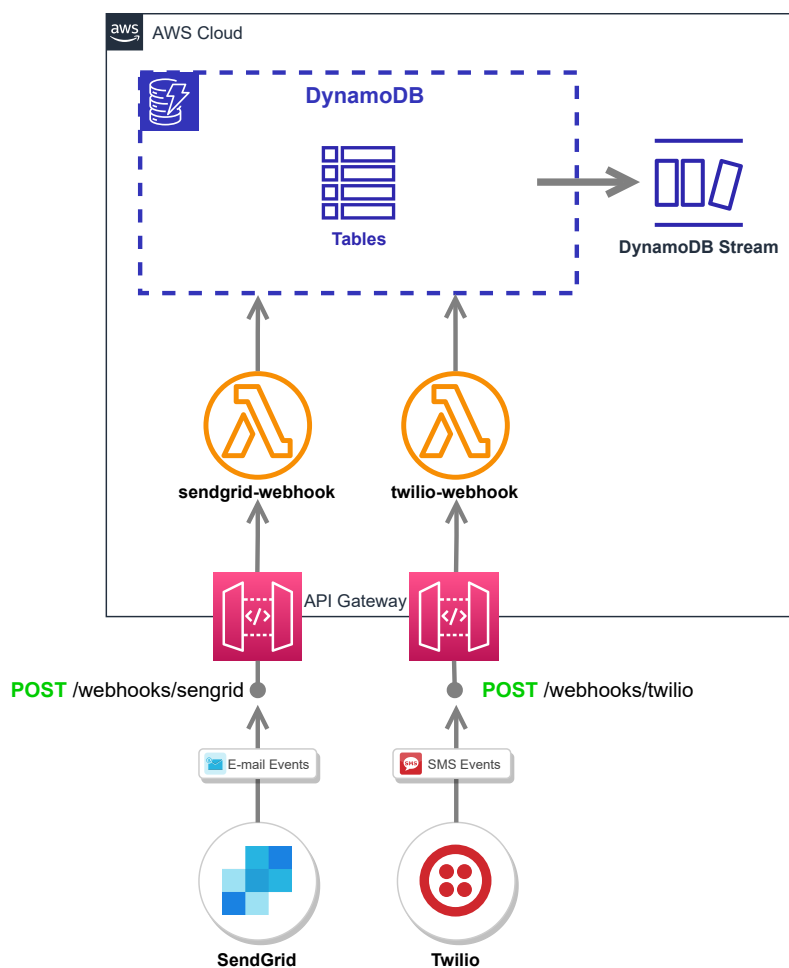 aws
AWS Cloud
DynamoDB
Tables
DynamoDB Stream
sendgrid-webhook
twilio-webhook
API Gateway
</>
</>
POST /webhooks/sengrid
POST /webhooks/twilio
E-mail Events
SMS
SMS Events
SendGrid
Twilio